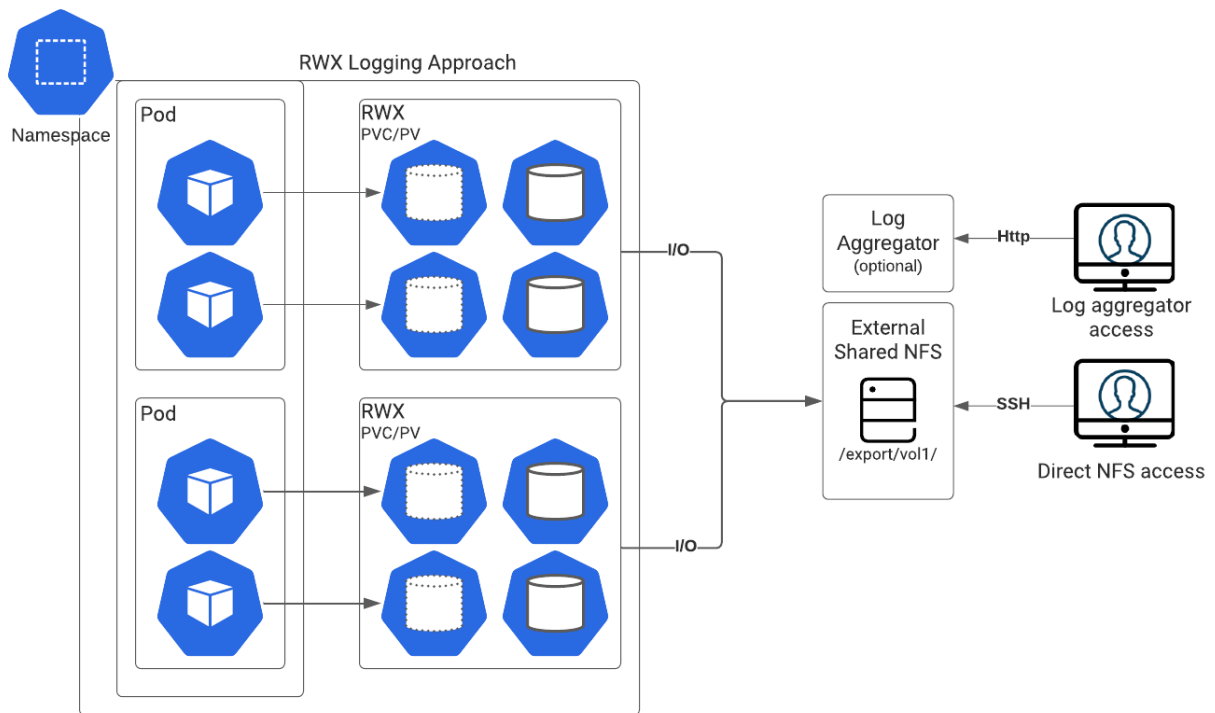 RWX Logging Approach
Namespace
Pod
RWX
PVC/PV
I/O
Pod
RWX
PVC/PV
I/O
Log
Aggregator
(optional)
Http
Log aggregator
access
External
Shared NFS
/export/vol1/
SSH
Direct NFS access